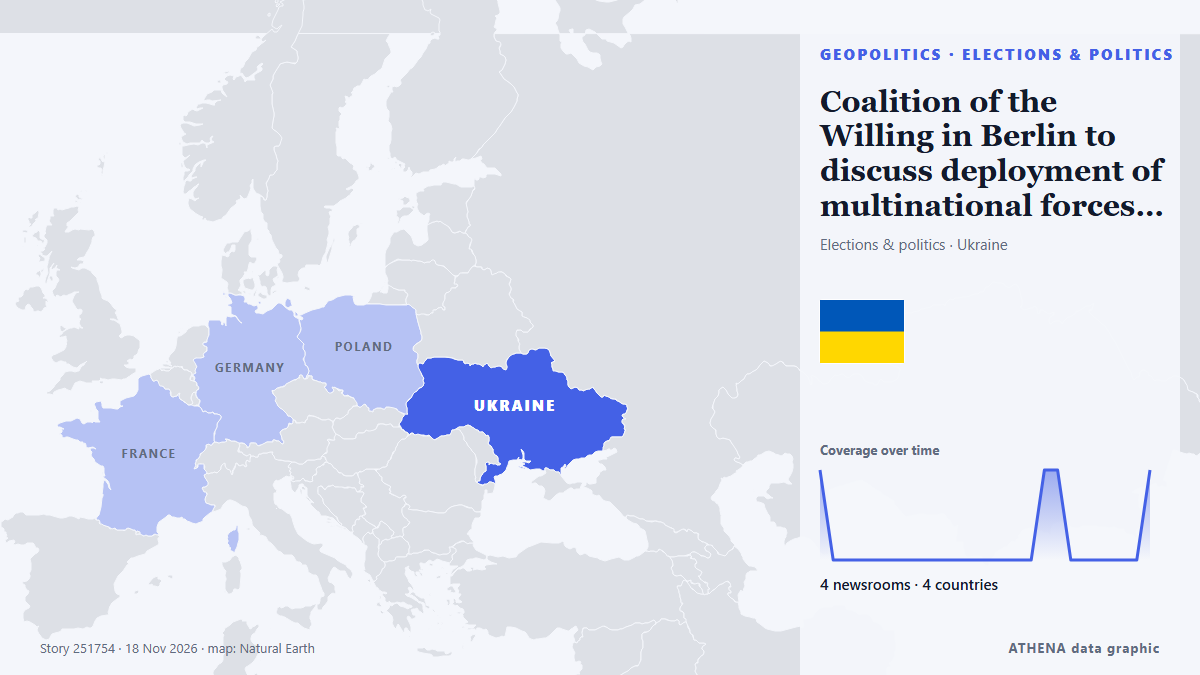 GEOPOLITICS · ELECTIONS & POLITICS
Coalition of the
Willing in Berlin to
discuss deployment of
multinational forces...
Elections & politics · Ukraine
POLAND
GERMANY
UKRAINE
FRANCE
Coverage over time
4 newsrooms · 4 countries
Story 251754 · 18 Nov 2026 · map: Natural Earth
ATHENA data graphic